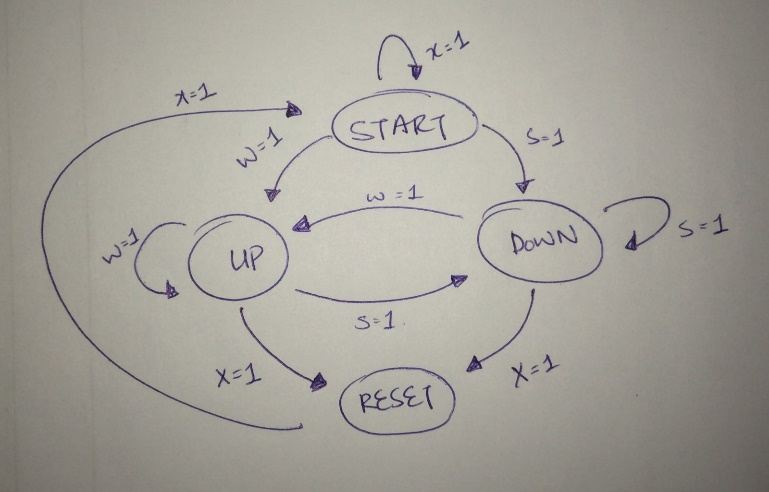 x=1
x=1
START
W=1
S=1
w=1
W=1
UP
DOWN
S=1
S=1
X=1
X=1
RESET